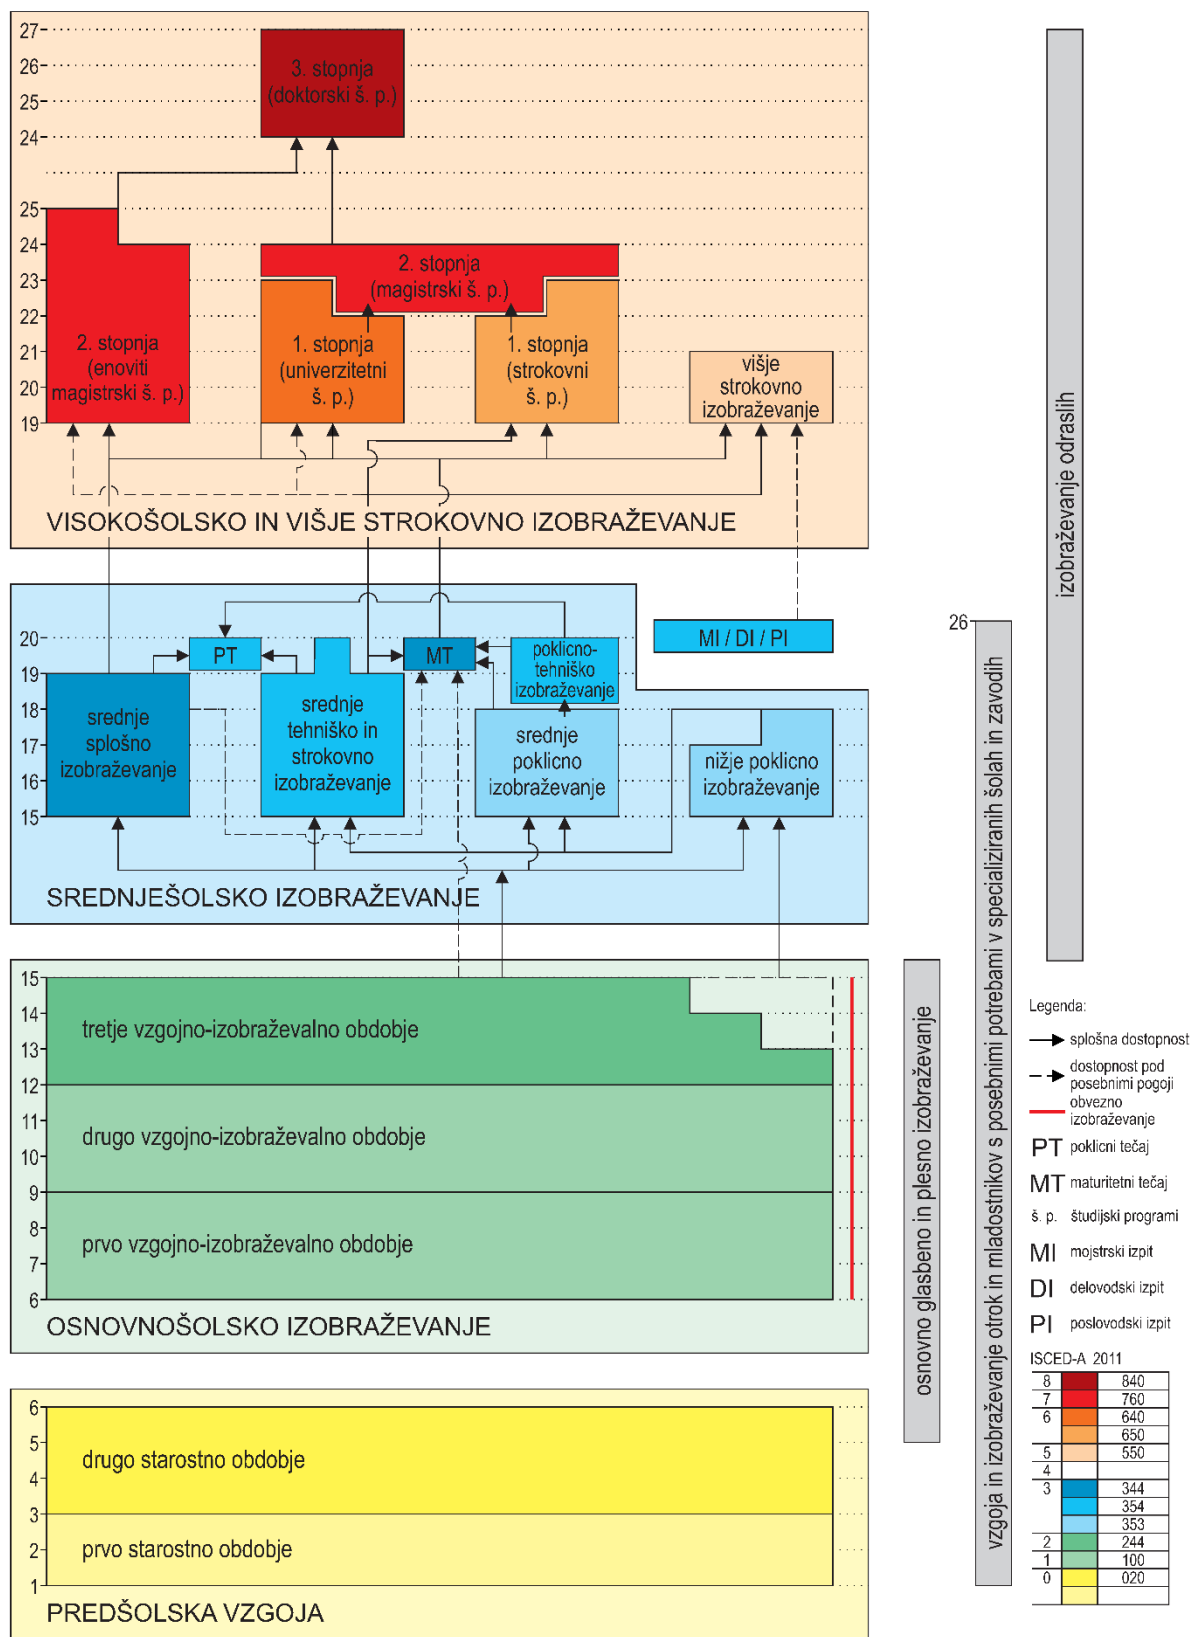 27
26
25
24
25
24
23
22
21
20
19
3. stopnja
(doktorski š. p.)
2. stopnja
(magistrski š. p.)
2. stopnja
(enoviti
magistrski š. p.)
1. stopnja
(univerzitetni
š. p.)
1. stopnja
(strokovni
š. p.)
višje
strokovno
izobraževanje
VISOKOŠOLSKO IN VIŠJE STROKOVNO IZOBRAŽEVANJE
20
19
18
17
16
15
PT
MT
poklicno-
tehniško
izobraževanje
MI / DI / PI
srednje
splošno
izobraževanje
srednje
tehniško in
strokovno
izobraževanje
srednje
poklicno
izobraževanje
nižje poklicno
izobraževanje
SREDNJEŠOLSKO IZOBRAŽEVANJE
15
14
13
12
11
10
9
8
7
6
tretje vzgojno-izobraževalno obdobje
drugo vzgojno-izobraževalno obdobje
prvo vzgojno-izobraževalno obdobje
OSNOVNOŠOLSKO IZOBRAŽEVANJE
6
5
4
3
2
1
drugo starostno obdobje
prvo starostno obdobje
PREDŠOLSKA VZGOJA
osnovno glasbeno in plesno izobraževanje
26
vzgoja in izobraževanje otrok in mladostnikov s posebnimi potrebami v specializiranih šolah in zavodih
izobraževanje odraslih
Legenda:
splošna dostopnost
dostopnost pod
posebnimi pogoji
obvezno
izobraževanje
PT poklicni tečaj
MT maturitetni tečaj
š. p. študijski programi
MI mojstrski izpit
DI delovodski izpit
PI poslovodski izpit
ISCED-A 2011
8 840
7 760
6 640
650
5 550
4
3 344
354
353
2 244
1 100
0 020